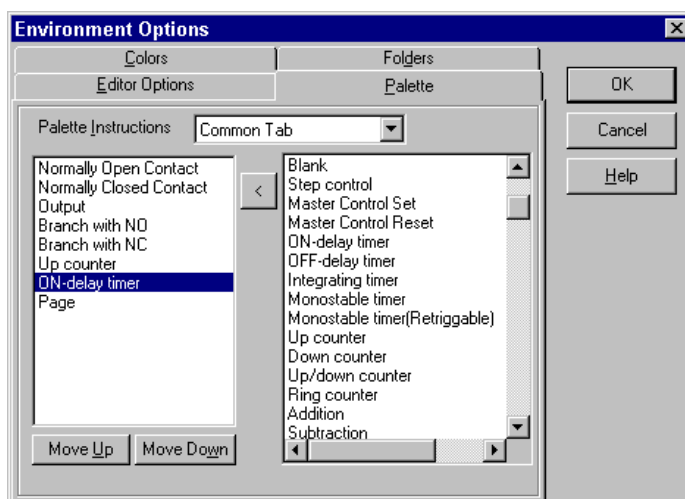 Environment Options
Colors
Folders
Editor Options
Palette
OK
Cancel
Help
Palette Instructions
Common Tab
Normally Open Contact
Normally Closed Contact
Output
Branch with NO
Branch with NC
Up counter
ON-delay timer
Page
<
Blank
Step control
Master Control Set
Master Control Reset
ON-delay timer
OFF-delay timer
Integrating timer
Monostable timer
Monostable timer(Retriggable)
Up counter
Down counter
Up/down counter
Ring counter
Addition
Subtraction
Move Up
Move Down